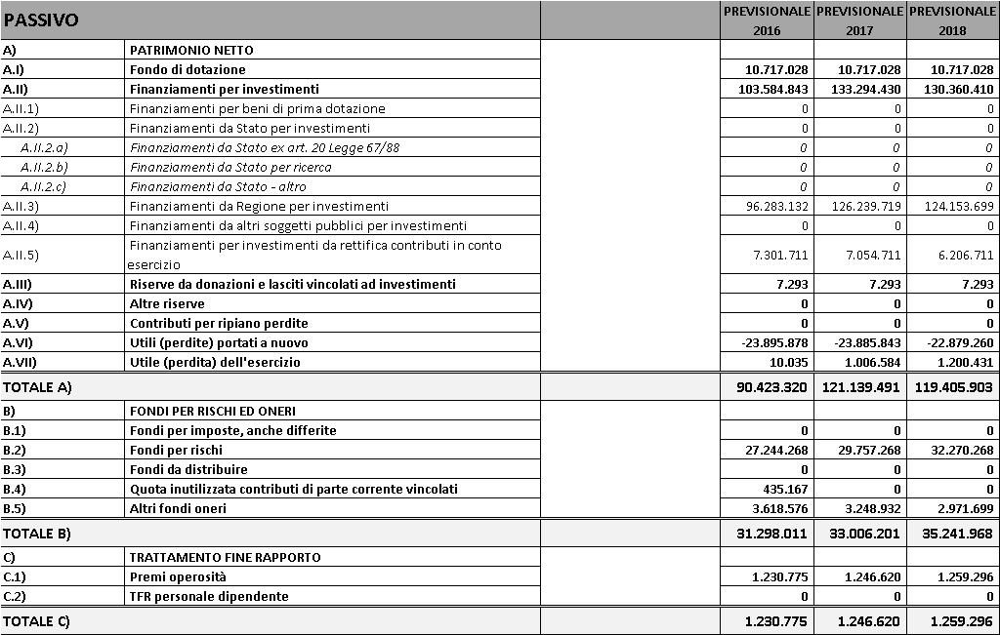 PASSIVO PREVISIONALE 2016 PREVISIONALE 2017 PREVISIONALE 2018
A) PATRIMONIO NETTO
A.I) Fondo di dotazione 10.717.028 10.717.028 10.717.028
A.II) Finanziamenti per investimenti 103.584.843 133.294.430 130.360.410
A.II.1) Finanziamenti per beni di prima dotazione 0 0 0
A.II.2) Finanziamenti da Stato per investimenti 0 0 0
A.II.2.a) Finanziamenti da Stato ex art. 20 Legge 67/88 0 0 0
A.II.2.b) Finanziamenti da Stato per ricerca 0 0 0
A.II.2.c) Finanziamenti da Stato - altro 0 0 0
A.II.3) Finanziamenti da Regione per investimenti 96.283.132 126.239.719 124.153.699
A.II.4) Finanziamenti da altri soggetti pubblici per investimenti 0 0 0
A.II.5) Finanziamenti per investimenti da rettifica contributi in conto
esercizio 7.301.711 7.054.711 6.206.711
A.III) Riserve da donazioni e lasciti vincolati ad investimenti 7.293 7.293 7.293
A.IV) Altre riserve 0 0 0
A.V) Contributi per ripiano perdite 0 0 0
A.VI) Utili (perdite) portati a nuovo -23.895.878 -23.885.843 -22.879.260
A.VII) Utile (perdita) dell'esercizio 10.035 1.006.584 1.200.431
TOTALE A) 90.423.320 121.139.491 119.405.903
B) FONDI PER RISCHI ED ONERI
B.1) Fondi per imposte, anche differite 0 0 0
B.2) Fondi per rischi 27.244.268 29.757.268 32.270.268
B.3) Fondi da distribuire 0 0 0
B.4) Quota inutilizzata contributi di parte corrente vincolati 435.167 0 0
B.5) Altri fondi oneri 3.618.576 3.248.932 2.971.699
TOTALE B) 31.298.011 33.006.201 35.241.968
C) TRATTAMENTO FINE RAPPORTO
C.1) Premi operosità 1.230.775 1.246.620 1.259.296
C.2) TFR personale dipendente 0 0 0
TOTALE C) 1.230.775 1.246.620 1.259.296